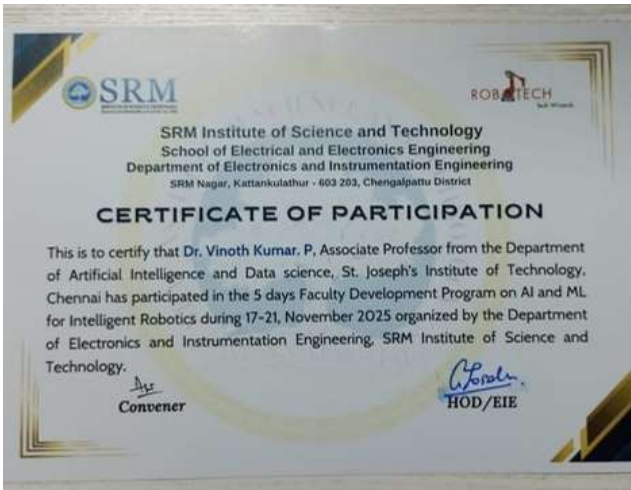 SRM
ROBOTECH
SRM Institute of Science and Technology
School of Electrical and Electronics Engineering
Department of Electronics and Instrumentation Engineering
SRM Nagar, Kattankulathur - 603 203, Chengalpattu District
CERTIFICATE OF PARTICIPATION
This is to certify that Dr. Vinoth Kumar. P, Associate Professor from the Department
of Artificial Intelligence and Data science, St. Joseph's Institute of Technology,
Chennai has participated in the 5 days Faculty Development Program on AI and ML
for Intelligent Robotics during 17-21, November 2025 organized by the Department
of Electronics and Instrumentation Engineering, SRM Institute of Science and
Technology.
Convener
HOD/EIE